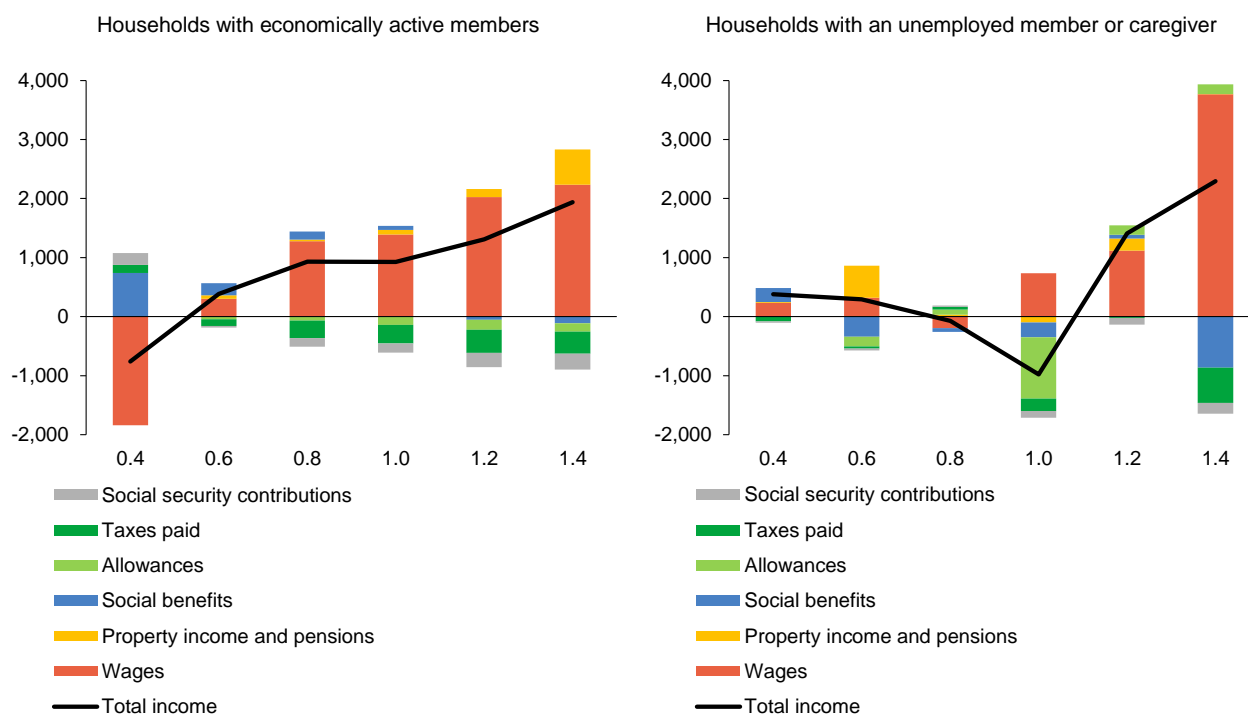 Households with economically active members
4,000
3,000
2,000
1,000
0
-1,000
-2,000
0.4 0.6 0.8 1.0 1.2 1.4
Social security contributions
Taxes paid
Allowances
Social benefits
Property income and pensions
Wages
Total income
Households with an unemployed member or caregiver
4,000
3,000
2,000
1,000
0
-1,000
-2,000
0.4 0.6 0.8 1.0 1.2 1.4
Social security contributions
Taxes paid
Allowances
Social benefits
Property income and pensions
Wages
Total income